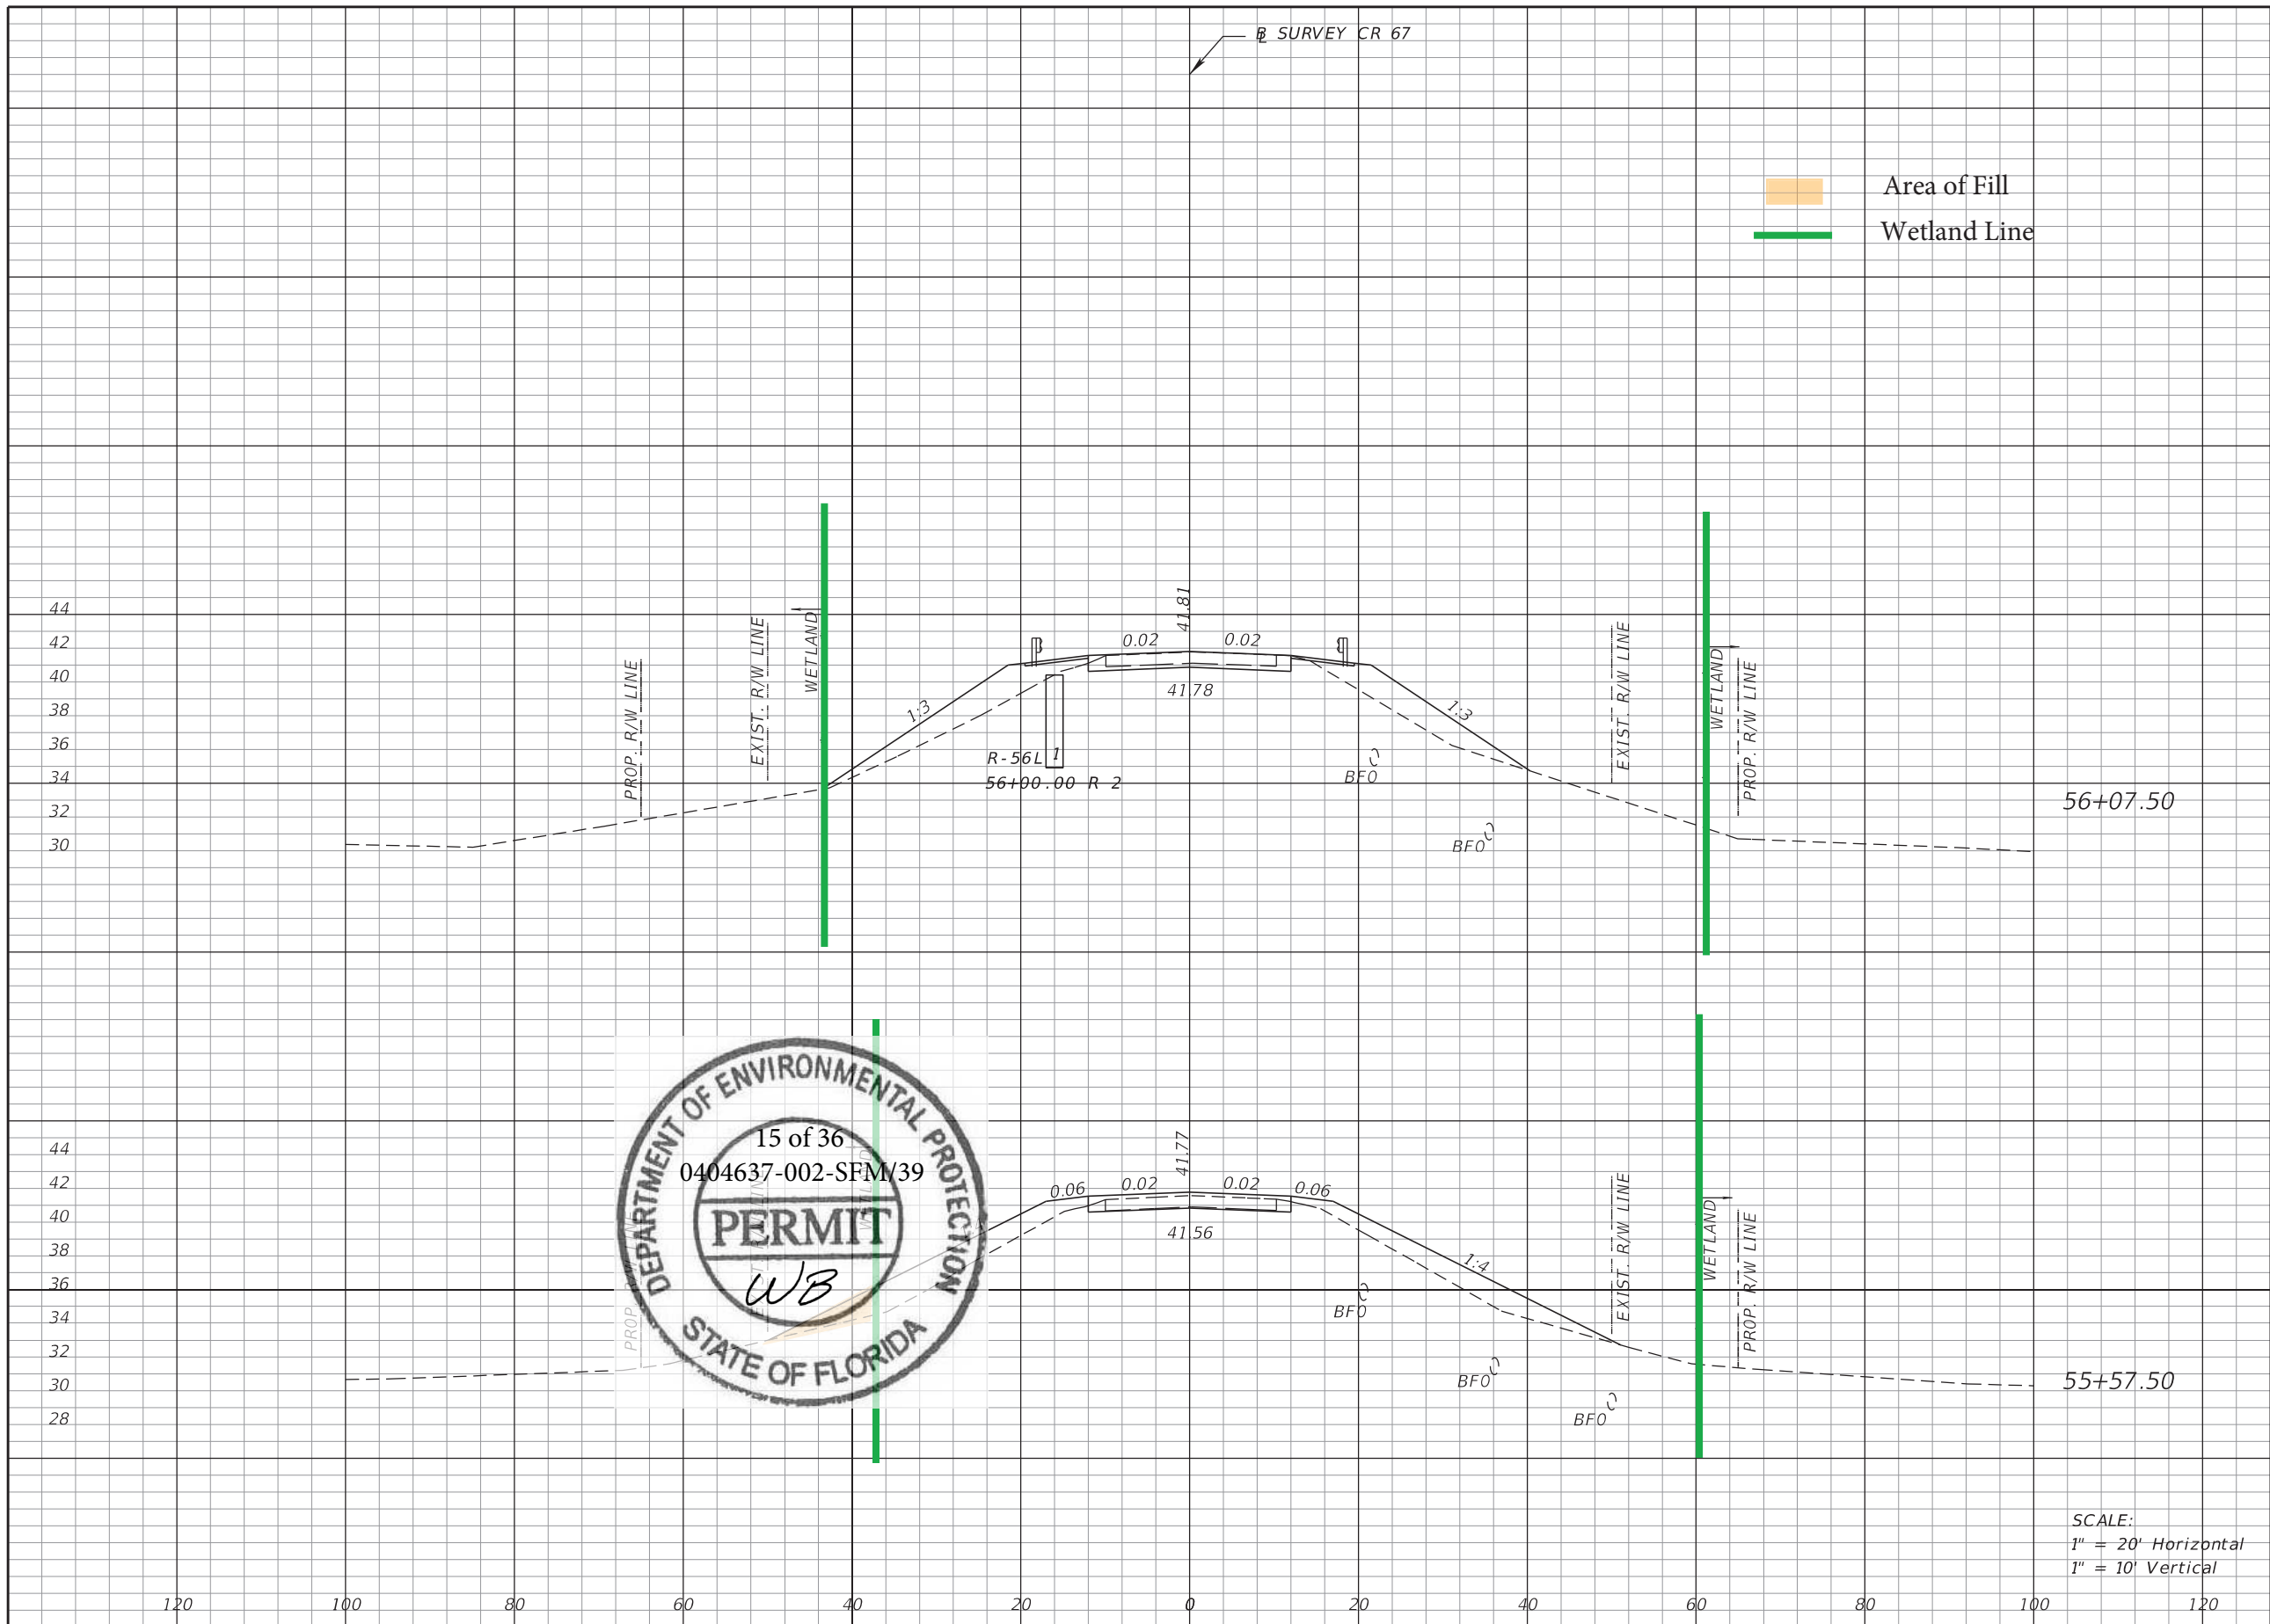 BL SURVEY CR 67
Area of Fill
Wetland Line
44
42
40
38
36
34
32
30
PROP. R/W LINE
EXIST. R/W LINE
WETLAND
1:3
0.02
41.81
0.02
41.78
R-56L 1
56+00.00 R 2
1:3
BFO
BFO
EXIST. R/W LINE
WETLAND
PROP. R/W LINE
56+07.50
44
42
40
38
36
34
32
30
28
DEPARTMENT OF ENVIRONMENTAL PROTECTION
15 of 36
0404637-002-SFM/39
PERMIT
WB
STATE OF FLORIDA
0.06
0.02
41.77
0.02
0.06
41.56
1:4
BFO
BFO
BFO
EXIST. R/W LINE
WETLAND
PROP. R/W LINE
55+57.50
SCALE:
1" = 20' Horizontal
1" = 10' Vertical
120 100 80 60 40 20 0 20 40 60 80 100 120